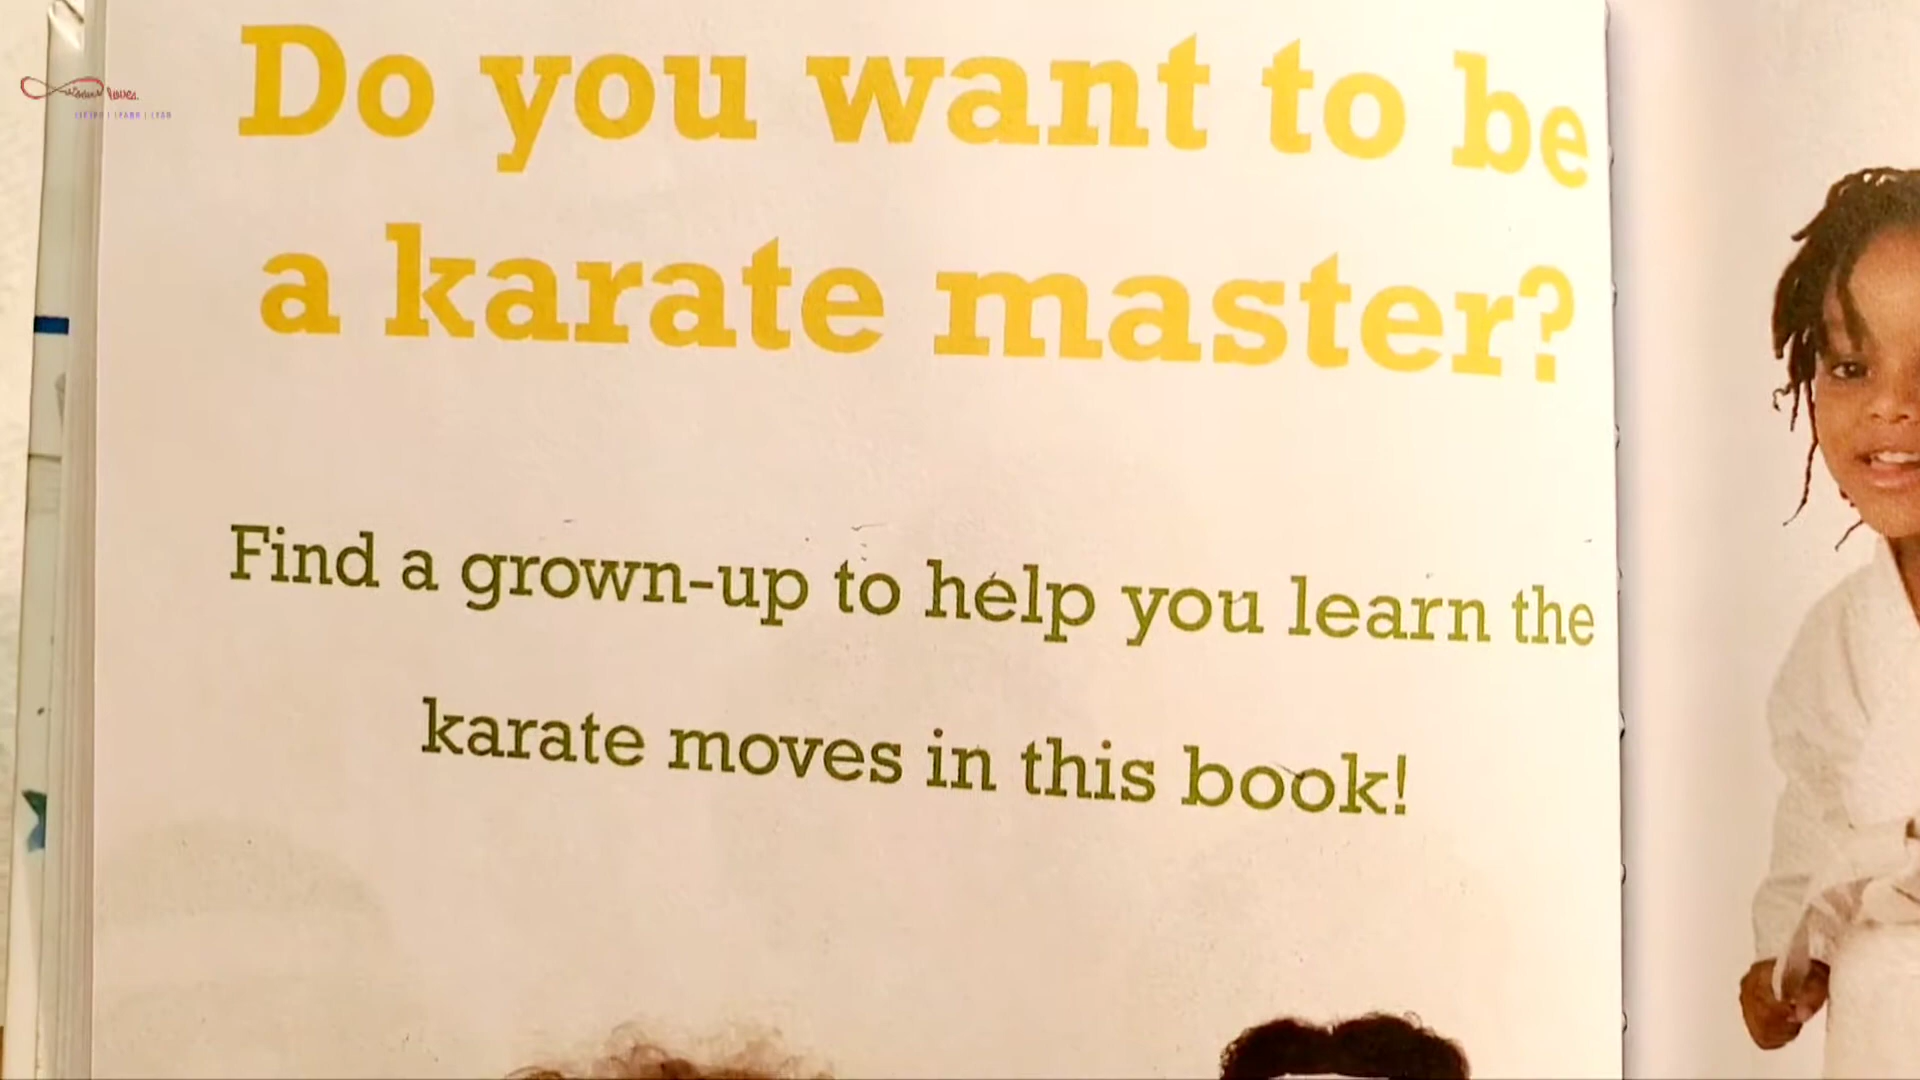 Do you want to be
a karate master?
Find a grown-up to help you learn the
karate moves in this book!